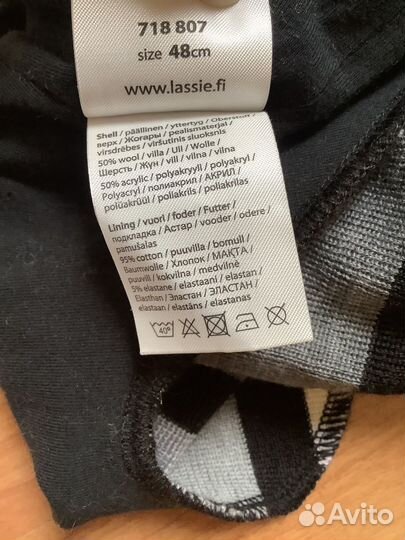 718 807
size 48cm
www.lassie.fi
Shell / päällinen / yttertyg / Oberstoff /
верх / Жоғары / pealismaterjal /
virsdrēbes / viršutinis sluoksnis
50% wool / villa / Ull / Wolle /
Шерсть / Жүн / vill / vilna / vilna
50% acrylic / polyakryyli / polyakryl /
Polyacryl / полиакрил / АКРИЛ /
polüakrüül / poliakrils / poliakrilas
Lining / vuori / foder / Futter /
подкладка / Астар / vooder / odere /
pamušalas
95% cotton / puuvilla / bomull /
Baumwolle / Хлопок / МАҚТА /
puuvill / kokvilna / medvilnė
5% elastane / elastaani / elastan /
Elasthan / Эластан / ЭЛАСТАН /
elastaan / elastāns / elastanas
40°
Avito